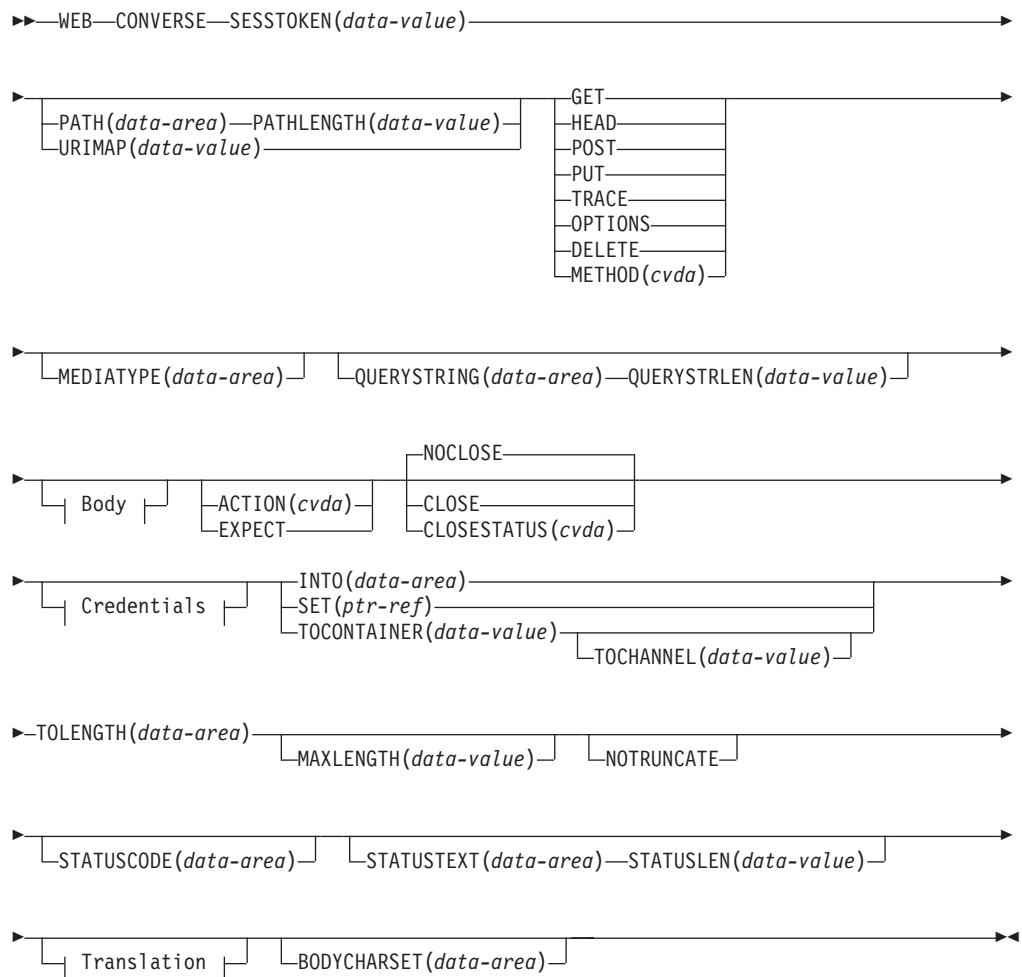 WEB CONVERSE SESSTOKEN(data-value)
PATH(data-area) PATHLENGTH(data-value)
URIMAP(data-value)
GET
HEAD
POST
PUT
TRACE
OPTIONS
DELETE
METHOD(cvda)
MEDIATYPE(data-area) QUERYSTRING(data-area) QUERYSTRLEN(data-value)
Body
ACTION(cvda)
EXPECT
NOCLOSE
CLOSE
CLOSESTATUS(cvda)
Credentials
INTO(data-area)
SET(ptr-ref)
TOCONTAINER(data-value)
TOCHANNEL(data-value)
TOLENGTH(data-area)
MAXLENGTH(data-value) NOTRUNCATE
STATUSCODE(data-area) STATUSTEXT(data-area) STATUSLEN(data-value)
Translation BODYCHARSET(data-area)